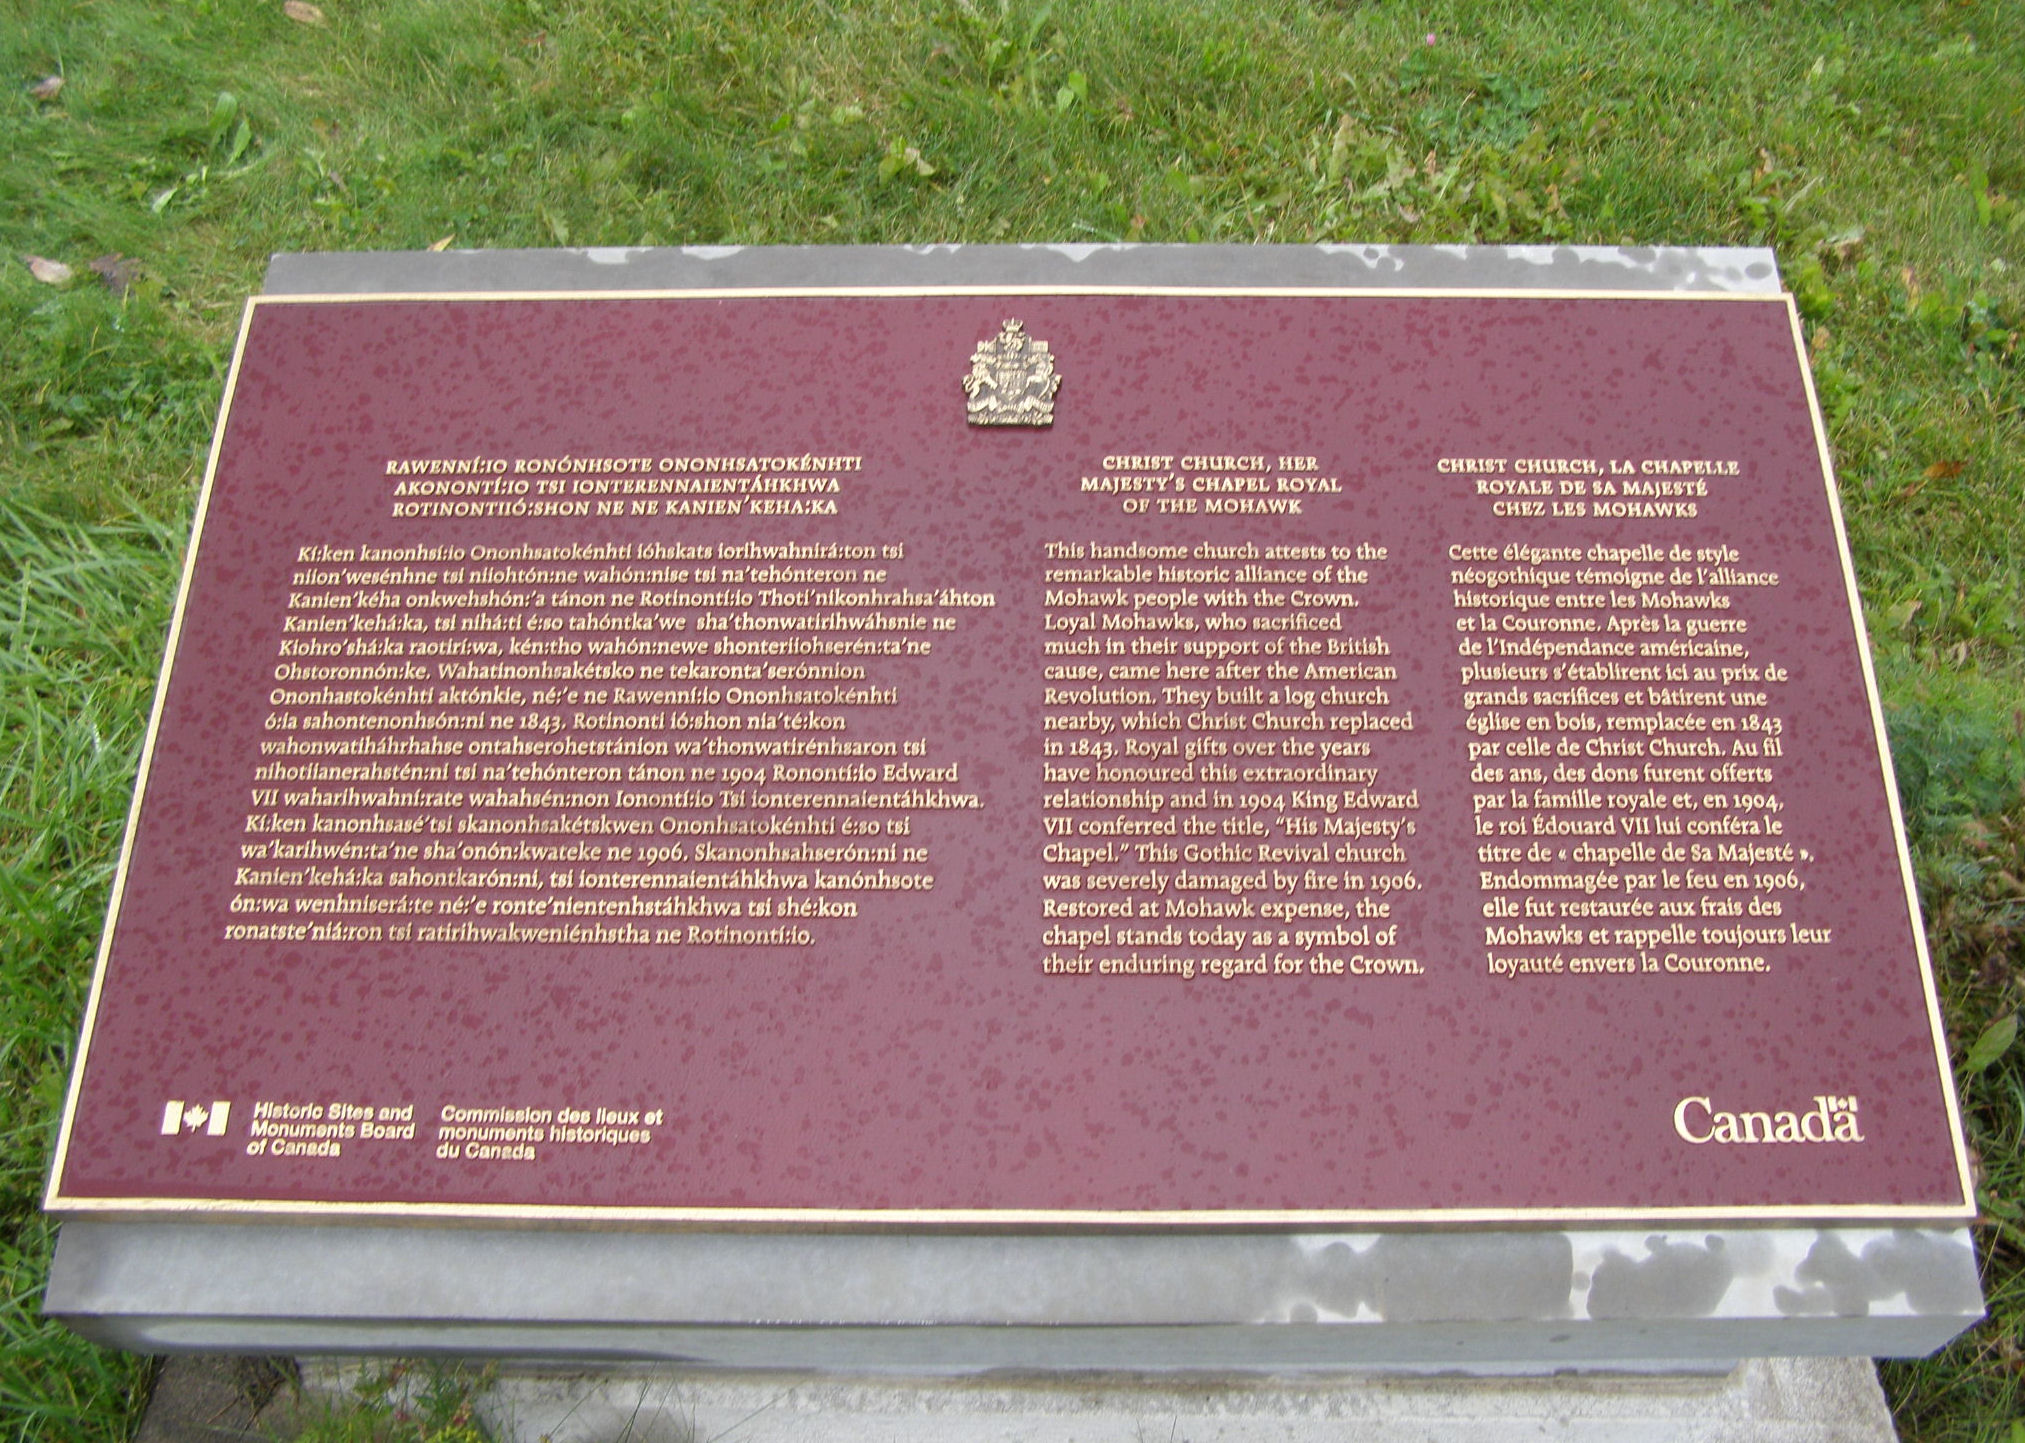 RAWENNÍ:IO RONÓNHSOTE ONONHSATOKÉNHTI
AKONONTÍ:IO TSI IONTERENNAIENTÁHKHWA
ROTINONTIIÓ:SHON NE NE KANIEN'KEHA:KA
Kí:ken kanonhsí:io Ononhsatokénhti ióhskats iorihwahnirá:ton tsi
niion'wesénhne tsi niiohtón:ne wahón:nise tsi na'tehónteron ne
Kanien'kéha onkwehshón:'a tánon ne Rotinontí:io Thoti'nikonhrahsa'áhton
Kanien'kehá:ka, tsi nihá:ti é:so tahóntka'we sha'thonwatirihwáhsnie ne
Kiohro'shá:ka raotirí:wa, kén:tho wahón:newe shonteriiohserén:ta'ne
Ohstoronnón:ke. Wahatinonhsakétsko ne tekaronta'serónnion
Ononhastokénhti aktónkie, né:'e ne Rawenní:io Ononhsatokénhti
ó:ia sahontenonhsón:ni ne 1843. Rotinonti ió:shon nia'té:kon
wahonwatiháhrhahse ontahserohetstánion wa'thonwatirénhsaron tsi
nihotiianerahstén:ni tsi na'tehónteron tánon ne 1904 Ronontí:io Edward
VII waharihwahní:rate wahahsén:non Ionontí:io Tsi ionterennaientáhkhwa.
Kí:ken kanonhsasé'tsi skanonhsakétskwen Ononhsatokénhti é:so tsi
wa'karihwén:ta'ne sha'onón:kwateke ne 1906. Skanonhsahserón:ni ne
Kanien'kehá:ka sahontkarón:ni, tsi ionterennaientáhkhwa kanónhsote
ón:wa wenhniserá:te né:'e ronte'nientenhstáhkhwa tsi shé:kon
ronatste'niá:ron tsi ratirihwakweniénhstha ne Rotinontí:io.
CHRIST CHURCH, HER
MAJESTY'S CHAPEL ROYAL
OF THE MOHAWK
This handsome church attests to the
remarkable historic alliance of the
Mohawk people with the Crown.
Loyal Mohawks, who sacrificed
much in their support of the British
cause, came here after the American
Revolution. They built a log church
nearby, which Christ Church replaced
in 1843. Royal gifts over the years
have honoured this extraordinary
relationship and in 1904 King Edward
VII conferred the title, "His Majesty's
Chapel." This Gothic Revival church
was severely damaged by fire in 1906.
Restored at Mohawk expense, the
chapel stands today as a symbol of
their enduring regard for the Crown.
CHRIST CHURCH, LA CHAPELLE
ROYALE DE SA MAJESTÉ
CHEZ LES MOHAWKS
Cette élégante chapelle de style
néogothique témoigne de l'alliance
historique entre les Mohawks
et la Couronne. Après la guerre
de l'Indépendance américaine,
plusieurs s'établirent ici au prix de
grands sacrifices et bâtirent une
église en bois, remplacée en 1843
par celle de Christ Church. Au fil
des ans, des dons furent offerts
par la famille royale et, en 1904,
le roi Édouard VII lui conféra le
titre de « chapelle de Sa Majesté ».
Endommagée par le feu en 1906,
elle fut restaurée aux frais des
Mohawks et rappelle toujours leur
loyauté envers la Couronne.
Historic Sites and
Monuments Board
of Canada
Commission des lieux et
monuments historiques
du Canada
Canada